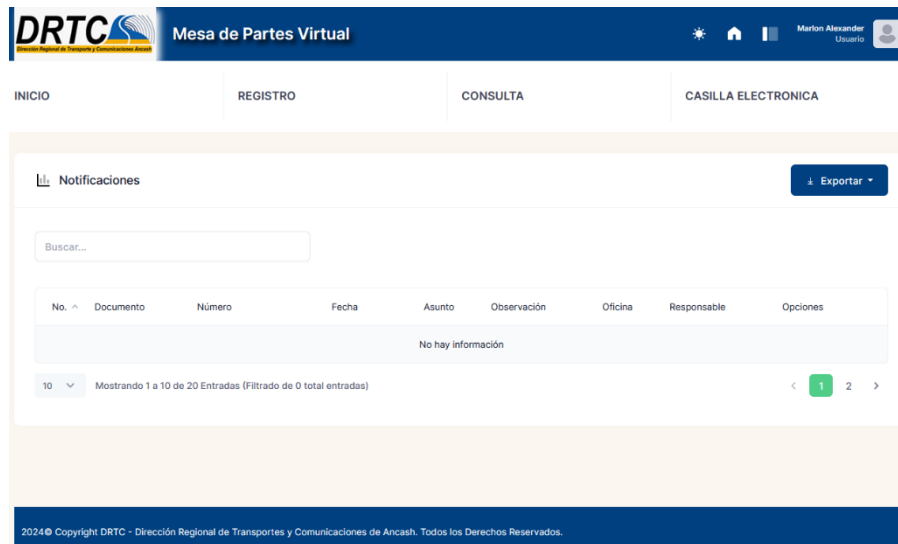 DRTC
Dirección Regional de Transporte y Comunicaciones Ancash
Mesa de Partes Virtual
Marlon Alexander
Usuario
INICIO
REGISTRO
CONSULTA
CASILLA ELECTRONICA
Notificaciones
Exportar
Buscar...
No. Documento Número Fecha Asunto Observación Oficina Responsable Opciones
No hay información
10 Mostrando 1 a 10 de 20 Entradas (Filtrado de 0 total entradas) < 1 2 >
2024© Copyright DRTC - Dirección Regional de Transportes y Comunicaciones de Ancash. Todos los Derechos Reservados.